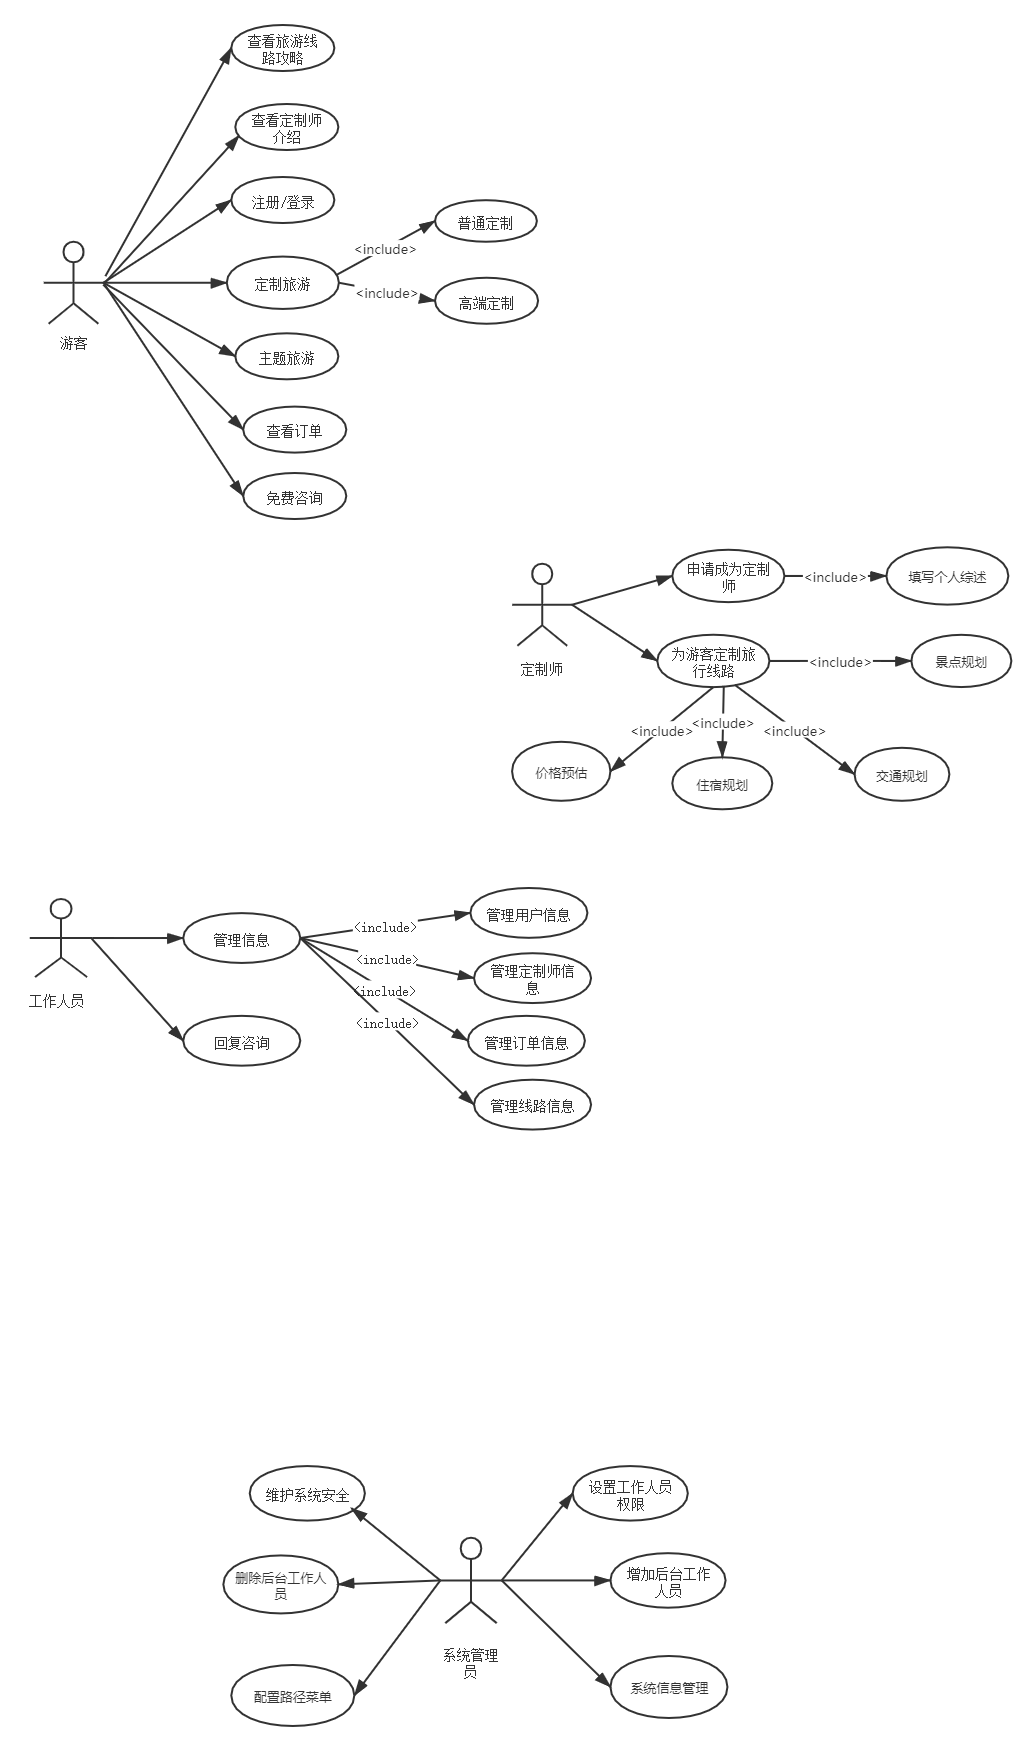 查看旅游线
路攻略
查看定制师
介绍
注册/登录
普通定制
<include>
定制旅游
<include>
高端定制
游客
主题旅游
查看订单
免费咨询
申请成为定制
师
<include>
填写个人综述
定制师
为游客定制旅
行线路
<include>
景点规划
<include>
<include>
<include>
价格预估
住宿规划
交通规划
管理用户信息
<include>
管理信息
<include>
管理定制师信
息
<include>
工作人员
<include>
回复咨询
管理订单信息
管理线路信息
维护系统安全
设置工作人员
权限
删除后台工作人
员
增加后台工作
人员
系统管理
员
配置路径菜单
系统信息管理